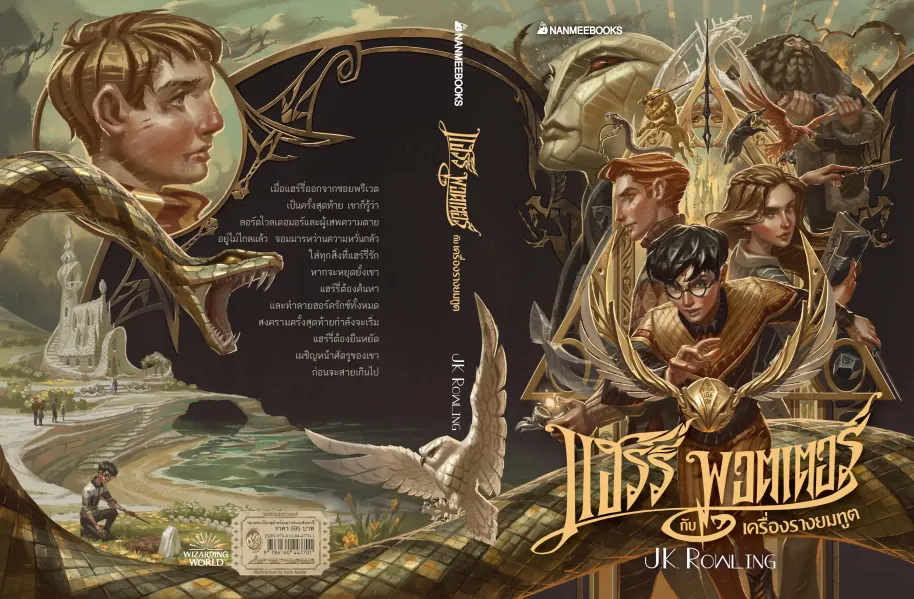 เมื่อแฮร์รี่ออกจากซอยพรีเวต
เป็นครั้งสุดท้าย เขาก็รู้ว่า
ลอร์ดโวลเดอมอร์และผู้เสพความตาย
อยู่ไม่ไกลแล้ว จอมมารหว่านความหวั่นกลัว
ใส่ทุกสิ่งที่แฮร์รี่รัก
หากจะหยุดยั้งเขา
แฮร์รี่ต้องค้นหา
และทำลายฮอร์ครักซ์ทั้งหมด
สงครามครั้งสุดท้ายกำลังจะเริ่ม
แฮร์รี่ต้องยืนหยัด
เผชิญหน้าศัตรูของเขา
ก่อนจะสายเกินไป
WIZARDING
WORLD
ราคา 595 บาท
NANMEEBOOKS
แฮร์รี่ พอตเตอร์
กับ เครื่องรางยมทูต
JK ROWLING
NANMEEBOOKS
แฮร์รี่ พอตเตอร์
กับ เครื่องรางยมทูต
JK ROWLING